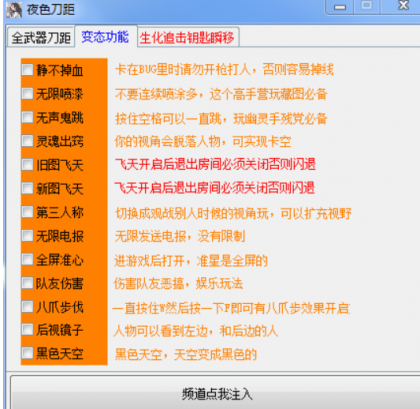 夜色刀距
全武器刀距 变态功能 生化追击钥匙瞬移
静不掉血 卡在BUG里时请勿开枪打人，否则容易掉线
无限喷漆 不要连续喷涂多，这个高手营玩藏图必备
无声鬼跳 按住空格可以一直跳，玩幽灵手残党必备
灵魂出窍 你的视角会脱落人物，可实现卡空
旧图飞天 飞天开启后退出房间必须关闭否则闪退
新图飞天 飞天开启后退出房间必须关闭否则闪退
第三人称 切换成观战别人时候的视角玩，可以扩充视野
无限电报 无限发送电报，没有限制
全屏准心 进游戏后打开，准星是全屏的
队友伤害 伤害队友恶搞，娱乐玩法
八爪步伐 一直按住W然后按一下F即可有八爪步效果开启
后视镜子 人物可以看到左边，和后边的人
黑色天空 黑色天空，天空变成黑色的
频道点我注入